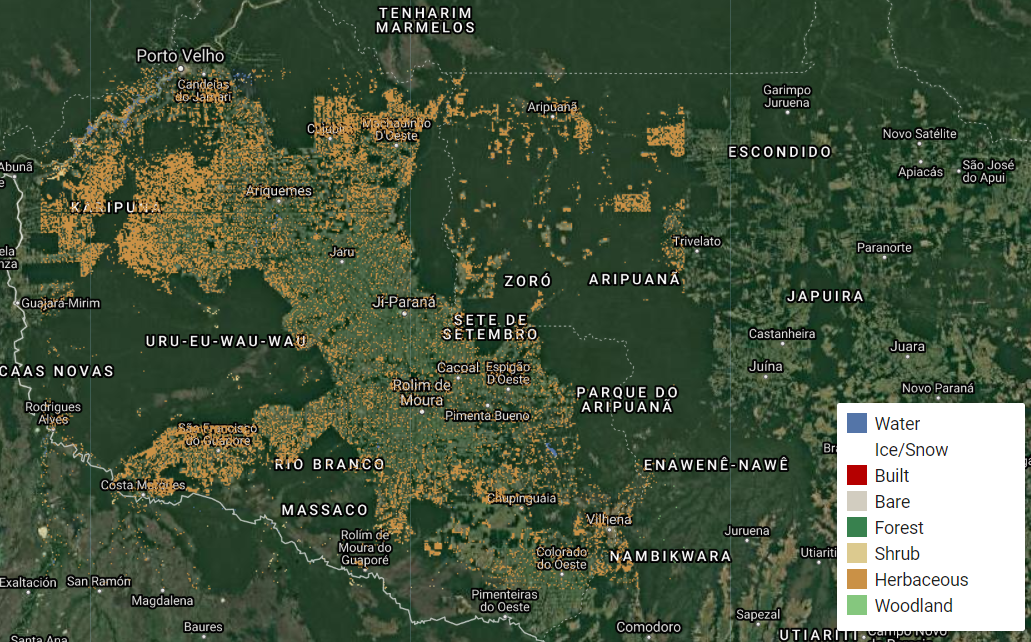 TENHARIM
MARMELOS
Porto Velho
Candeias
do Jamari
Garimpo
Juruena
Aripuanã
Cujubim
Machadinho
D'Oeste
Novo Satélite
ESCONDIDO
Abunã
Apiacás
São José
do Apui
Ariquemes
KARIPUNA
Trivelato
Paranorte
Jaru
ZORÓ
ARIPUANÃ
JAPUIRA
Guajará-Mirim
Ji-Paraná
SETE DE
SETEMBRO
Castanheira
URU-EU-WAU-WAU
Juara
Cacoal
Espigão
D'Oeste
Juína
CAAS NOVAS
Rolim de
Moura
PARQUE DO
ARIPUANÃ
Novo Paraná
Rodrigues
Alves
Pimenta Bueno
São Francisco
do Guaporé
RIO BRANCO
ENAWENÊ-NAWÊ
Costa Marques
Chupinguaia
MASSACO
Vilhena
Juruena
Rolim de
Moura do
Guaporé
Colorado
do Oeste
NAMBIKWARA
Utiariti
Exaltación
San Ramón
Magdalena
Pimenteiras
do Oeste
Sapezal
Baures
Comodoro
UTIARITI
Campo Novo
Santa Ana
Water
Ice/Snow
Built
Bare
Forest
Shrub
Herbaceous
Woodland